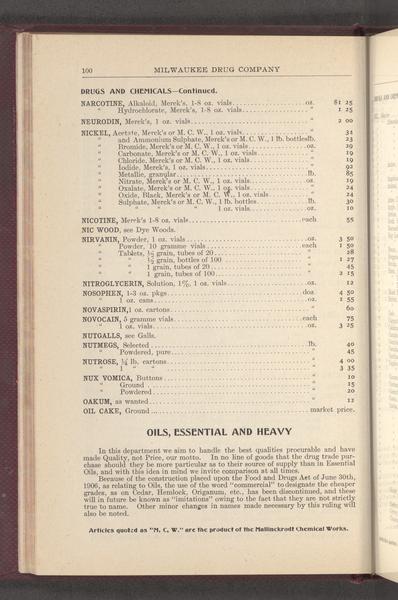 100 MILWAUKEE DRUG COMPANY
DRUGS AND CHEMICALS—Continued.
NARCOTINE, Alkaloid, Merck's, 1-8 oz. vials oz. $1 25
" Hydrochlorate, Merck's, 1-8 oz. vials " 1 25
NEURODIN, Merck's, 1 oz. vials " 2 00
NICKEL, Acetate, Merck's or M. C. W., 1 oz. vials " 31
" and Ammonium Sulphate, Merck's or M. C. W., 1 lb. bottles lb. 23
" Bromide, Merck's or M. C. W., 1 oz. vials oz. 29
" Carbonate, Merck's or M. C. W., 1 oz. vials " 19
" Chloride, Merck's or M. C. W., 1 oz. vials " 19
" Iodide, Merck's, 1 oz. vials " 92
" Metallic, granular lb. 85
" Nitrate, Merck's or M. C. W., 1 oz. vials oz. 19
" Oxalate, Merck's or M. C. W., 1 oz. vials " 24
" Oxide, Black, Merck's or M. C. W., 1 oz. vials " 24
" Sulphate, Merck's or M. C. W., 1 lb. bottles lb. 30
" " " " 1 oz. vials oz. 10
NICOTINE, Merck's 1-8 oz. vials each 55
NIC WOOD, see Dye Woods.
NIRVANIN, Powder, 1 oz. vials oz. 3 50
" Powder, 10 gramme vials each 1 50
" Tablets, ½ grain, tubes of 20 " 28
" " ½ grain, bottles of 100 " 1 27
" " 1 grain, tubes of 20 " 45
" " 1 grain, tubes of 100 " 2 15
NITROGLYCERIN, Solution, 1%, 1 oz. vials oz. 12
NOSOPHEN, 1-3 oz. pkgs doz. 4 50
" 1 oz. cans oz. 1 55
NOVASPIRIN, 1 oz. cartons " 60
NOVOCAIN, 5 gramme vials each 75
" 1 oz. vials oz. 3 25
NUTGALLS, see Galls.
NUTMEGS, Selected lb. 40
" Powdered, pure " 45
NUTROSE, ¼ lb. cartons " 4 00
" 1 " " " 3 35
NUX VOMICA, Buttons " 10
" Ground " 15
" Powdered " 20
OAKUM, as wanted " 12
OIL CAKE, Ground market price.
OILS, ESSENTIAL AND HEAVY
In this department we aim to handle the best qualities procurable and have
made Quality, not Price, our motto. In no line of goods that the drug trade pur-
chase should they be more particular as to their source of supply than in Essential
Oils, and with this idea in mind we invite comparison at all times.
Because of the construction placed upon the Food and Drugs Act of June 30th,
1906, as relating to Oils, the use of the word "commercial" to designate the cheaper
grades, as on Cedar, Hemlock, Origanum, etc., has been discontinued, and these
will in future be known as "imitations" owing to the fact that they are not strictly
true to name. Other minor changes in names made necessary by this ruling will
also be noted.
Articles quoted as "M. C. W." are the product of the Mallinckrodt Chemical Works.